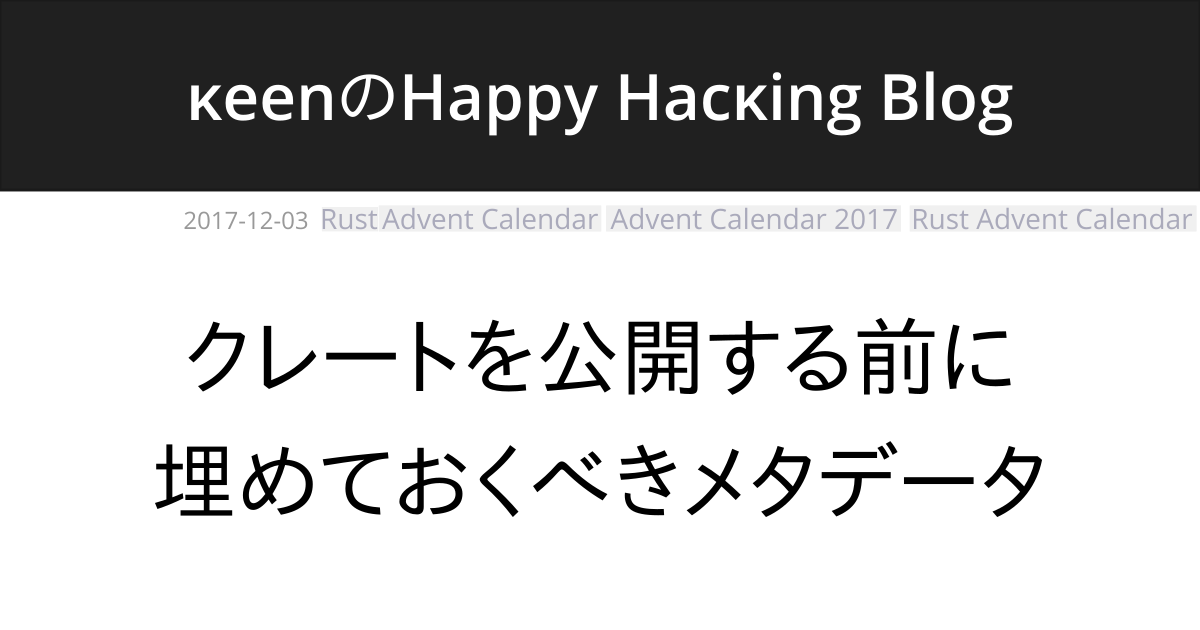 κeenのHappy Hacκing Blog
2017-12-03 Rust Advent Calendar Advent Calendar 2017 Rust Advent Calendar
クレートを公開する前に
埋めておくべきメタデータ